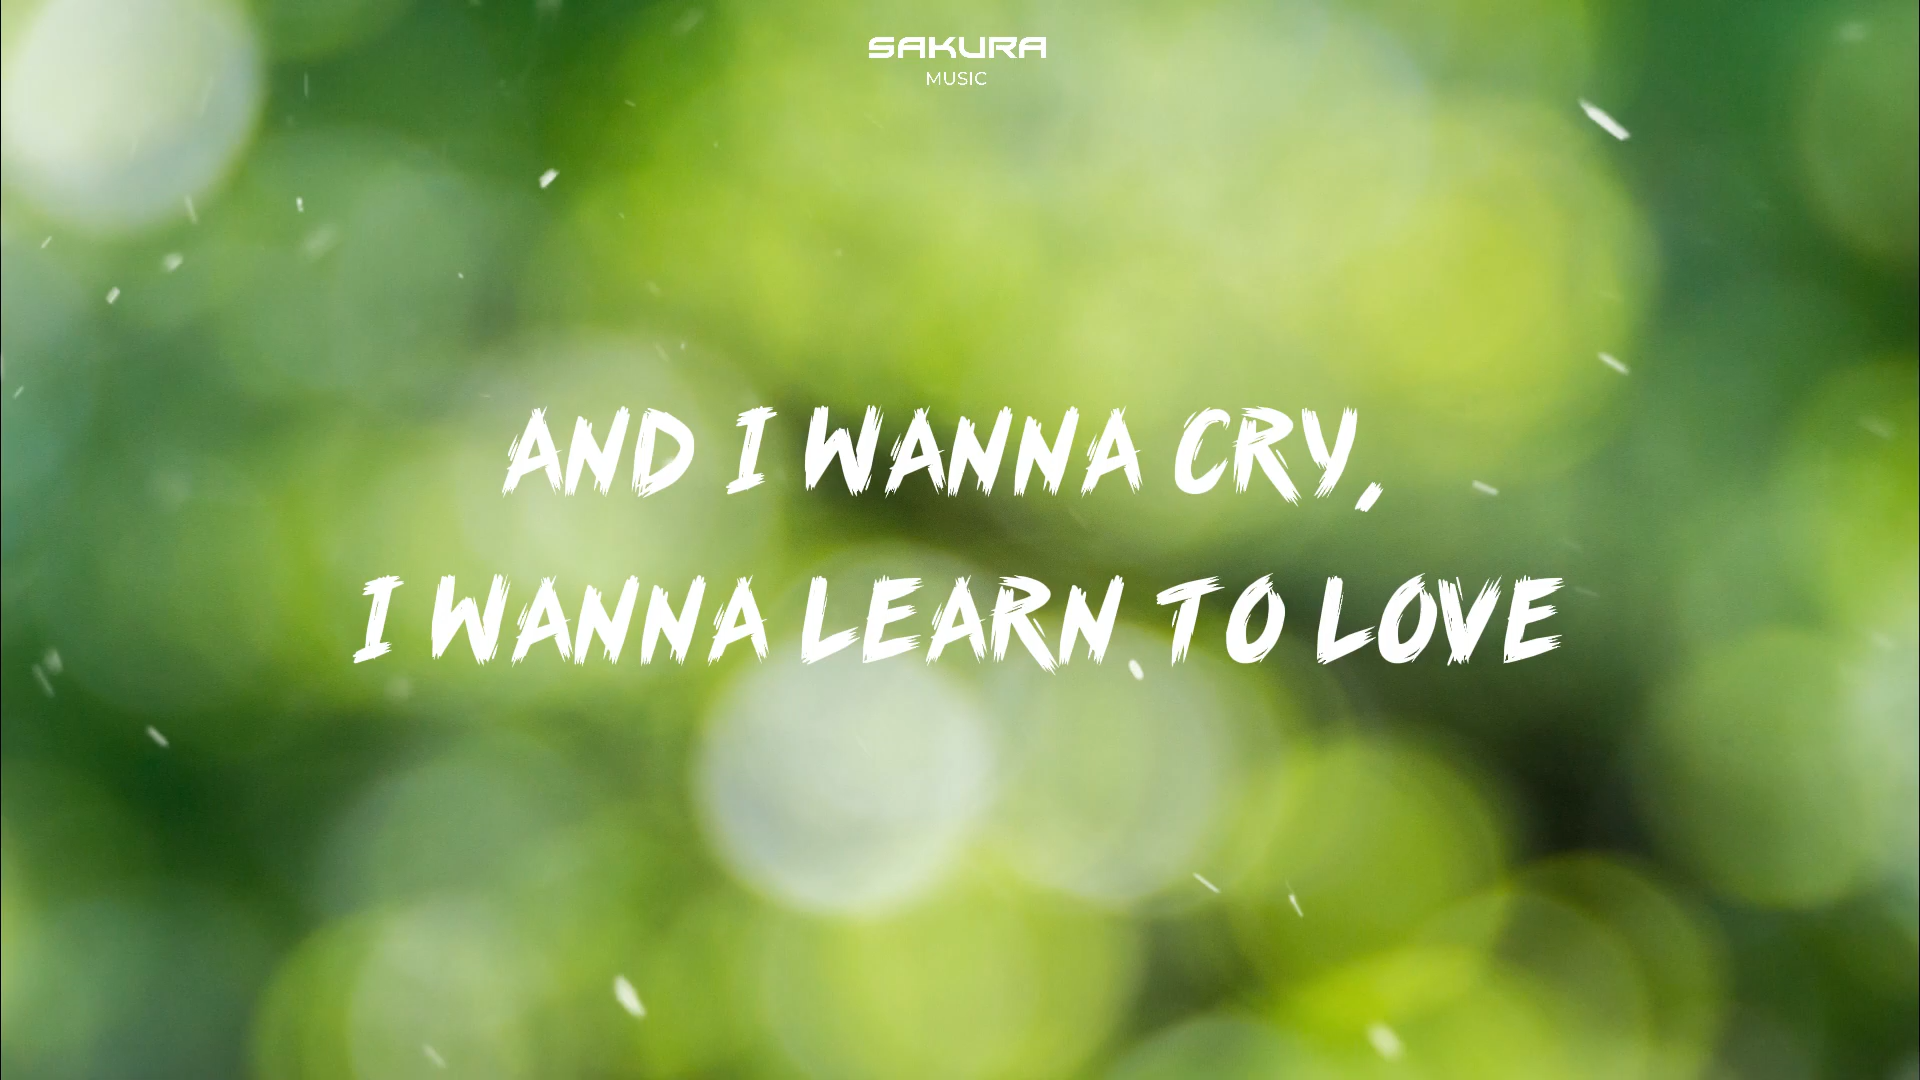 SAKURA
MUSIC
AND I WANNA CRY,
I WANNA LEARN TO LOVE